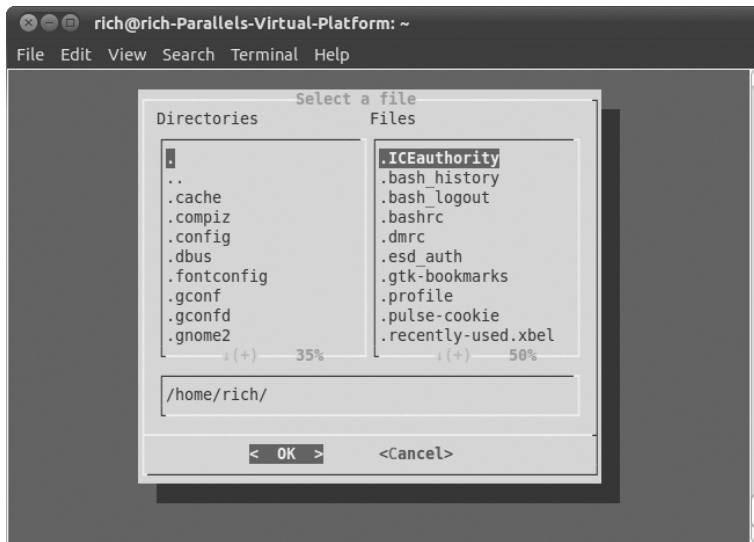 rich@rich-Parallels-Virtual-Platform: ~
File Edit View Search Terminal Help
Select a file
Directories
Files
.
..
.cache
.compiz
.config
.dbus
.fontconfig
.gconf
.gconfd
.gnome2
↓(+) 35%
.ICEauthority
.bash_history
.bash_logout
.bashrc
.dmrc
.esd_auth
.gtk-bookmarks
.profile
.pulse-cookie
.recently-used.xbel
↓(+) 50%
/home/rich/
< OK > <Cancel>